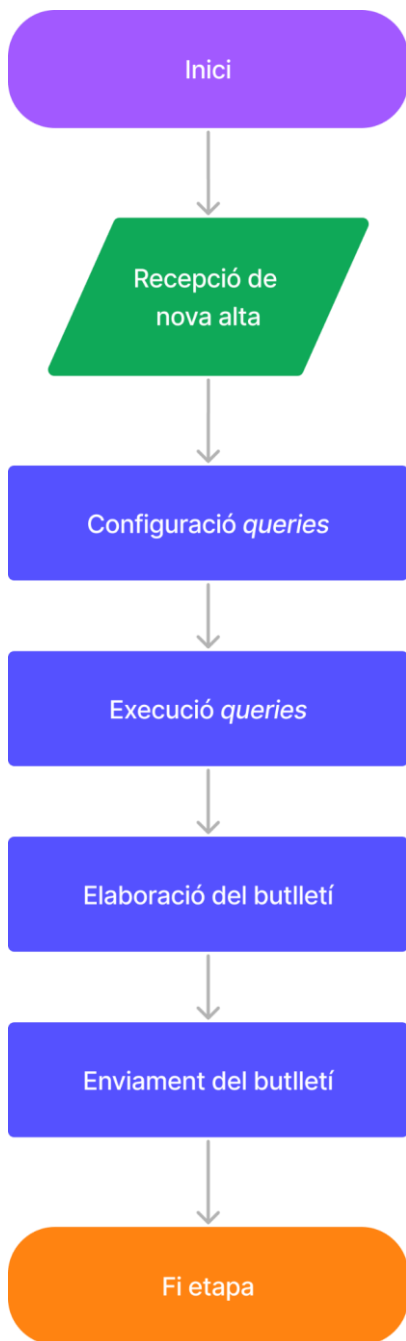 Inici
Recepció de
nova alta
Configuració queries
Execució queries
Elaboració del butlletí
Enviament del butlletí
Fi etapa